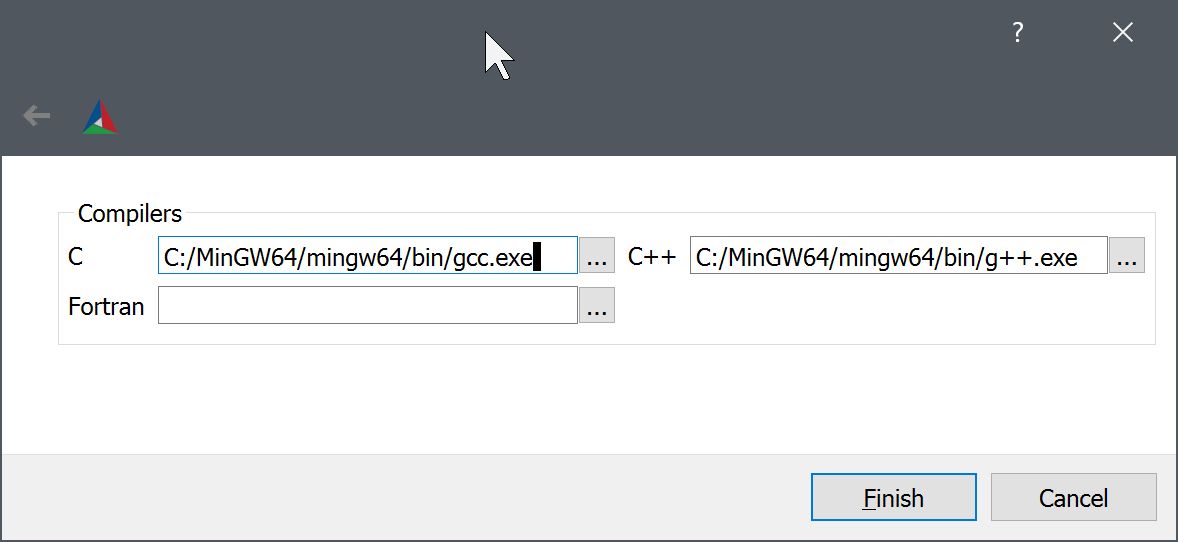 ?
Compilers
C C:/MinGW64/mingw64/bin/gcc.exe ... C++ C:/MinGW64/mingw64/bin/g++.exe ...
Fortran ...
Finish Cancel